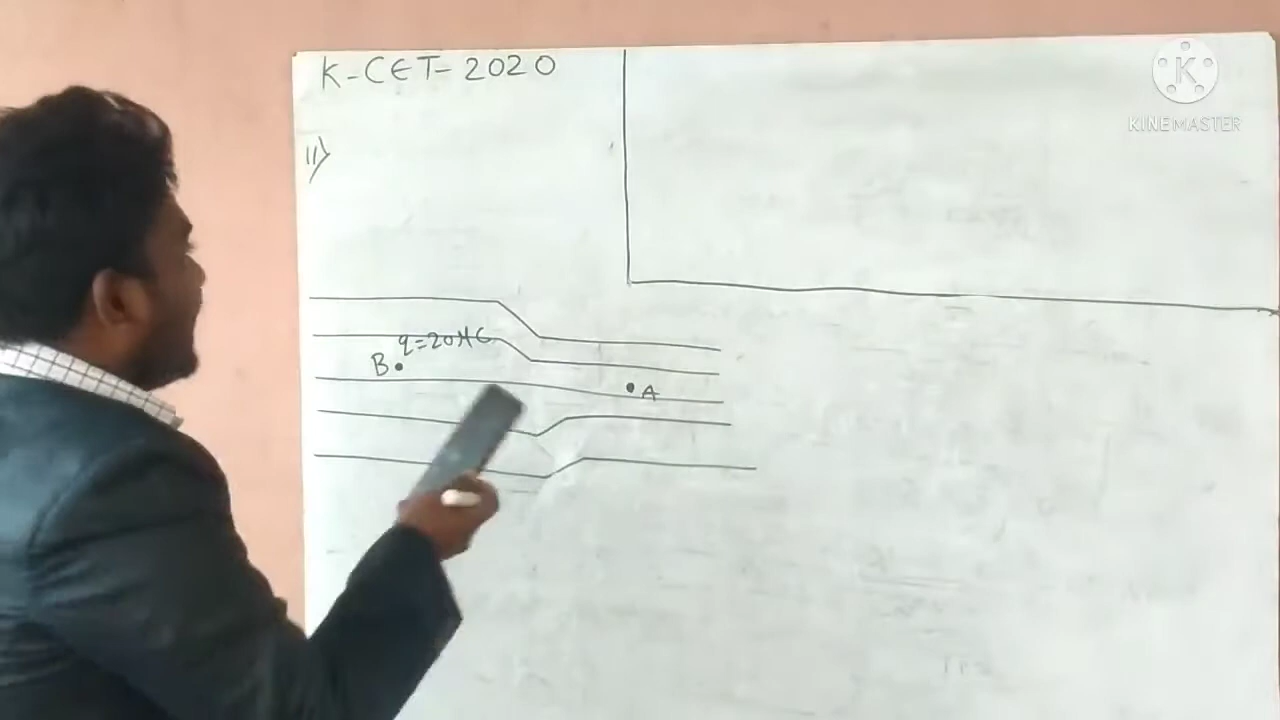 K-CET-2020
11)
q=20μC
B
A
K
KINEMASTER